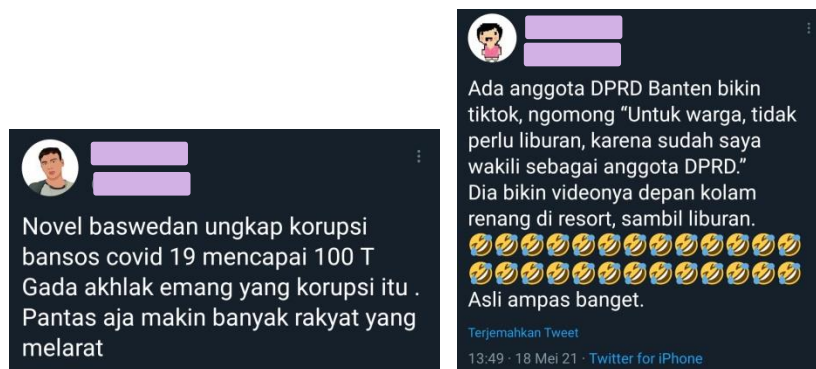 Novel baswedan ungkap korupsi
bansos covid 19 mencapai 100 T
Gada akhlak emang yang korupsi itu .
Pantas aja makin banyak rakyat yang
melarat
Ada anggota DPRD Banten bikin
tiktok, ngomong “Untuk warga, tidak
perlu liburan, karena sudah saya
wakili sebagai anggota DPRD.”
Dia bikin videonya depan kolam
renang di resort, sambil liburan.
🤣🤣🤣🤣🤣🤣🤣🤣🤣🤣🤣🤣🤣
🤣🤣🤣🤣🤣🤣🤣🤣🤣🤣🤣🤣🤣
Asli ampas banget.
Terjemahkan Tweet
13:49 · 18 Mei 21 · Twitter for iPhone